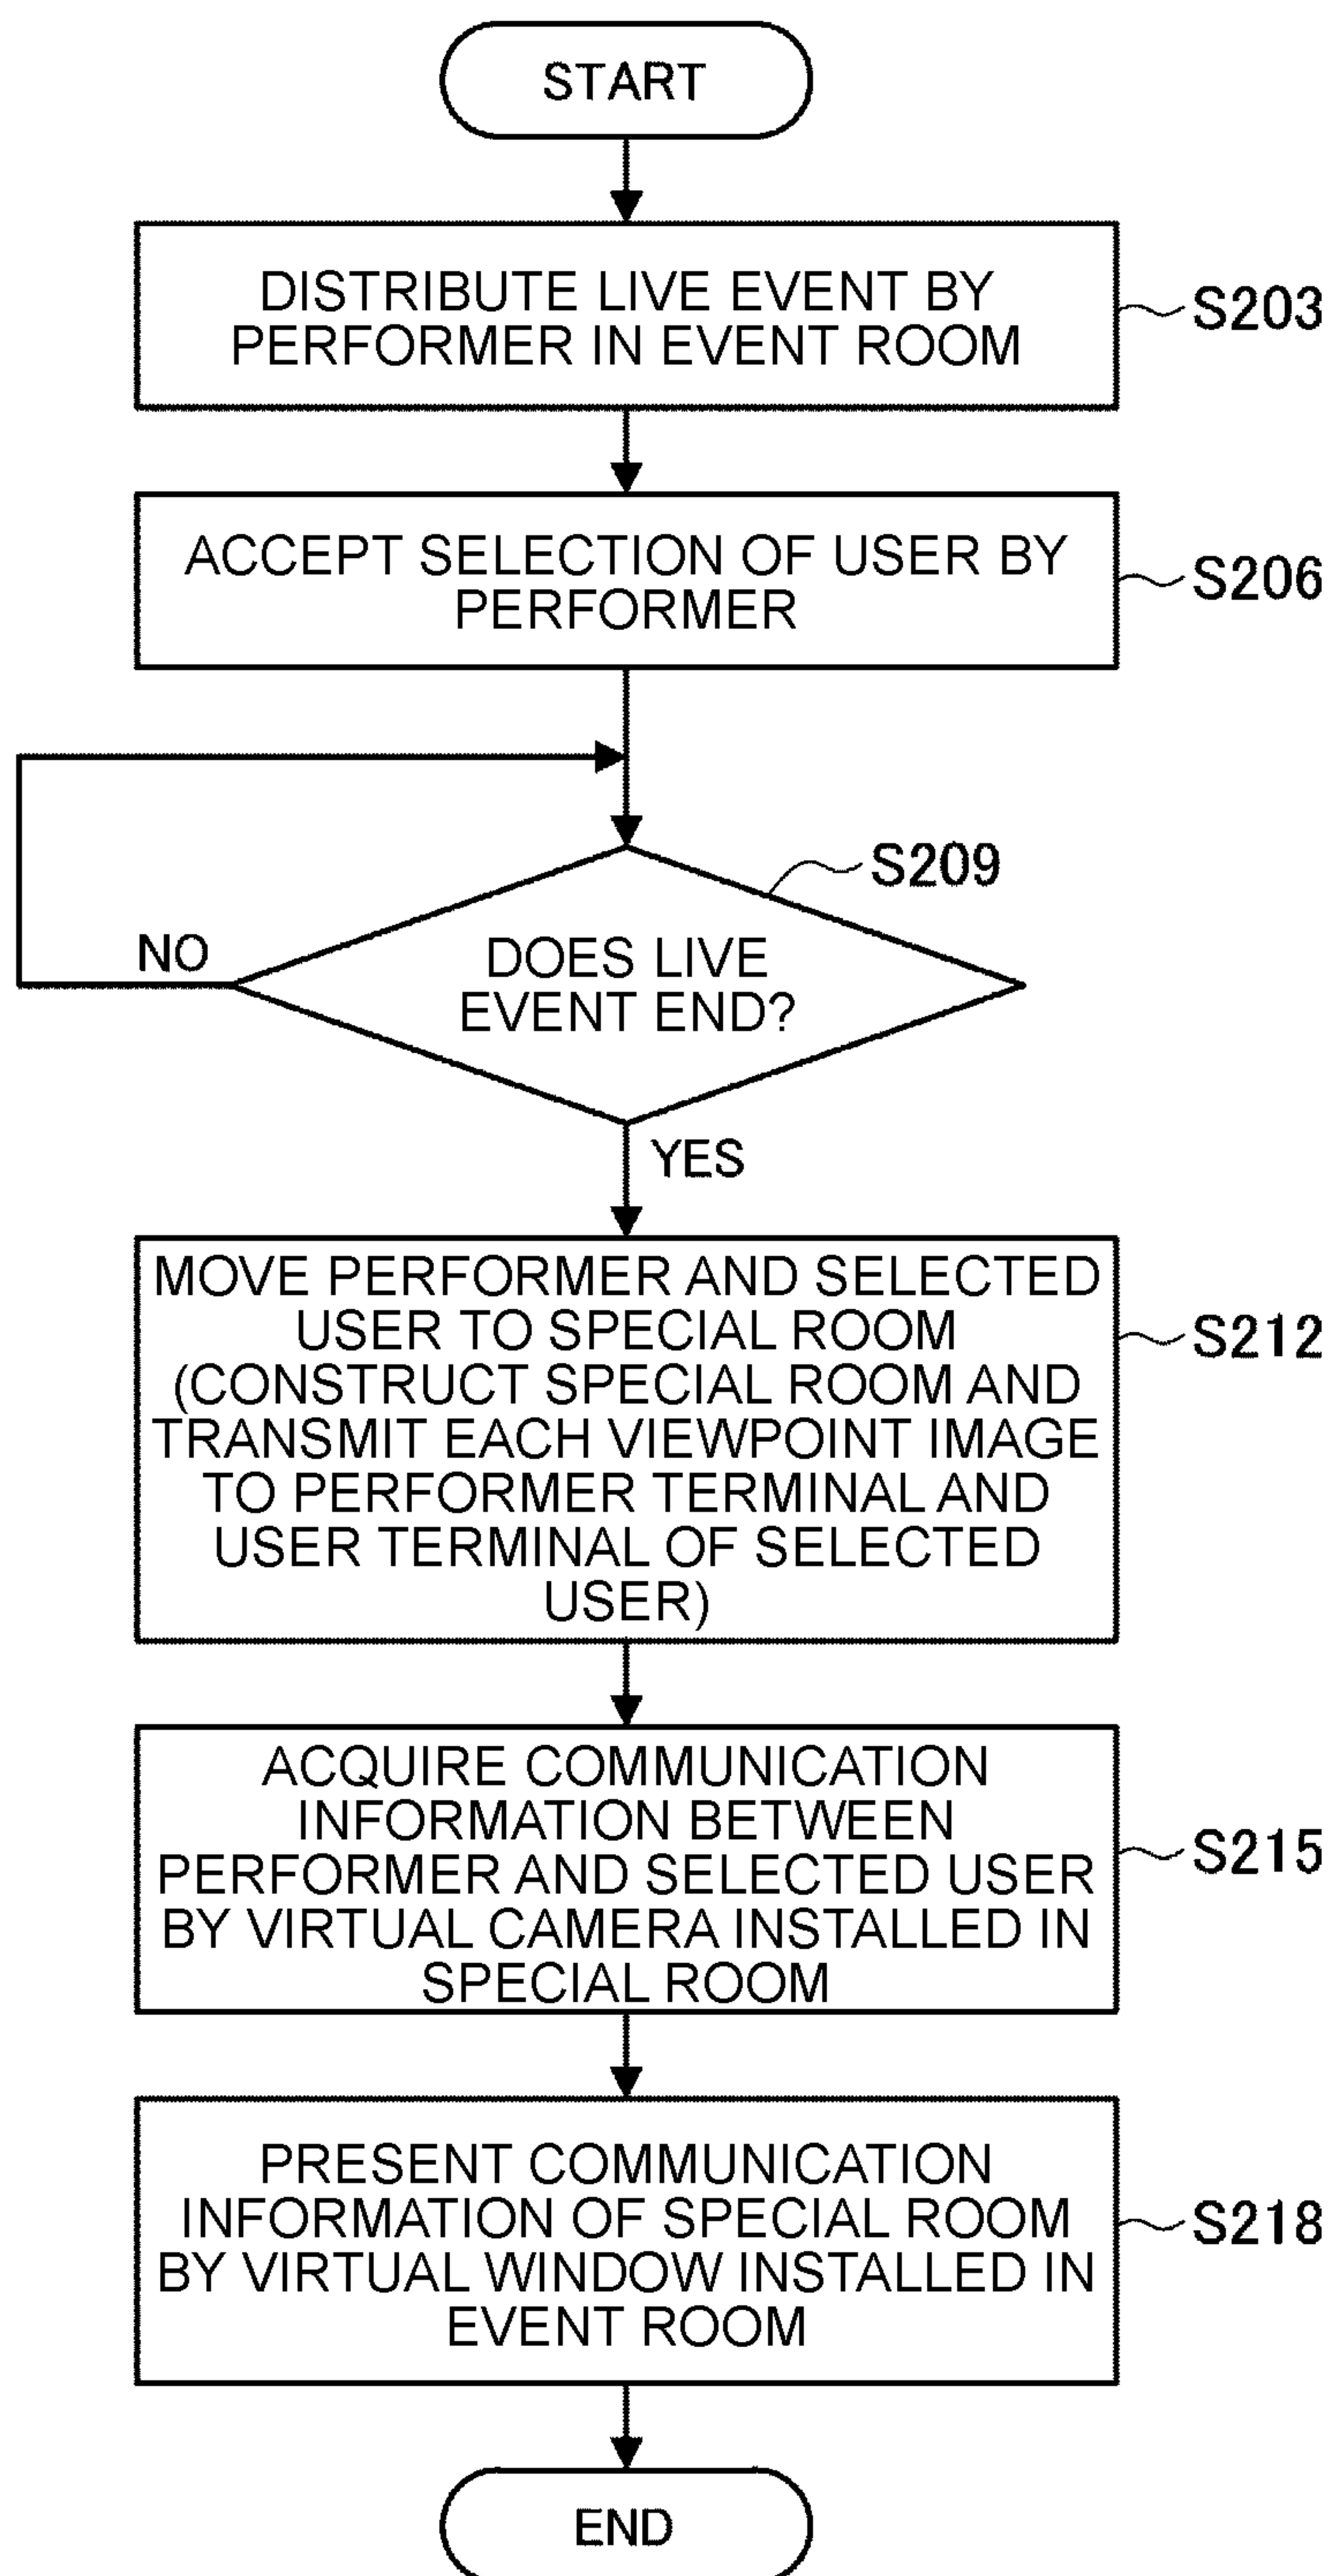 START
DISTRIBUTE LIVE EVENT BY
PERFORMER IN EVENT ROOM
S203
ACCEPT SELECTION OF USER BY
PERFORMER
S206
S209
NO
DOES LIVE
EVENT END?
YES
MOVE PERFORMER AND SELECTED
USER TO SPECIAL ROOM
(CONSTRUCT SPECIAL ROOM AND
TRANSMIT EACH VIEWPOINT IMAGE
TO PERFORMER TERMINAL AND
USER TERMINAL OF SELECTED
USER)
S212
ACQUIRE COMMUNICATION
INFORMATION BETWEEN
PERFORMER AND SELECTED USER
BY VIRTUAL CAMERA INSTALLED IN
SPECIAL ROOM
S215
PRESENT COMMUNICATION
INFORMATION OF SPECIAL ROOM
BY VIRTUAL WINDOW INSTALLED IN
EVENT ROOM
S218
END